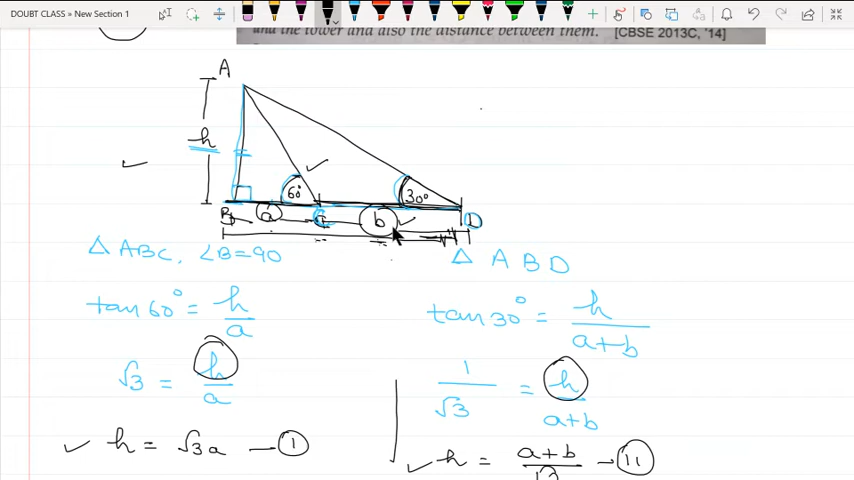 DOUBT CLASS » New Section 1
and the tower and also the distance between them. [CBSE 2013C, '14]
A
h
60°
30°
B
a
C
b
D
△ ABC, ∠B = 90
△ ABD
tan 60° = h/a
tan 30° = h/(a+b)
√3 = h/a
1/√3 = h/(a+b)
✓ h = √3a — ①
✓ h = (a+b)/√3 — ⑪